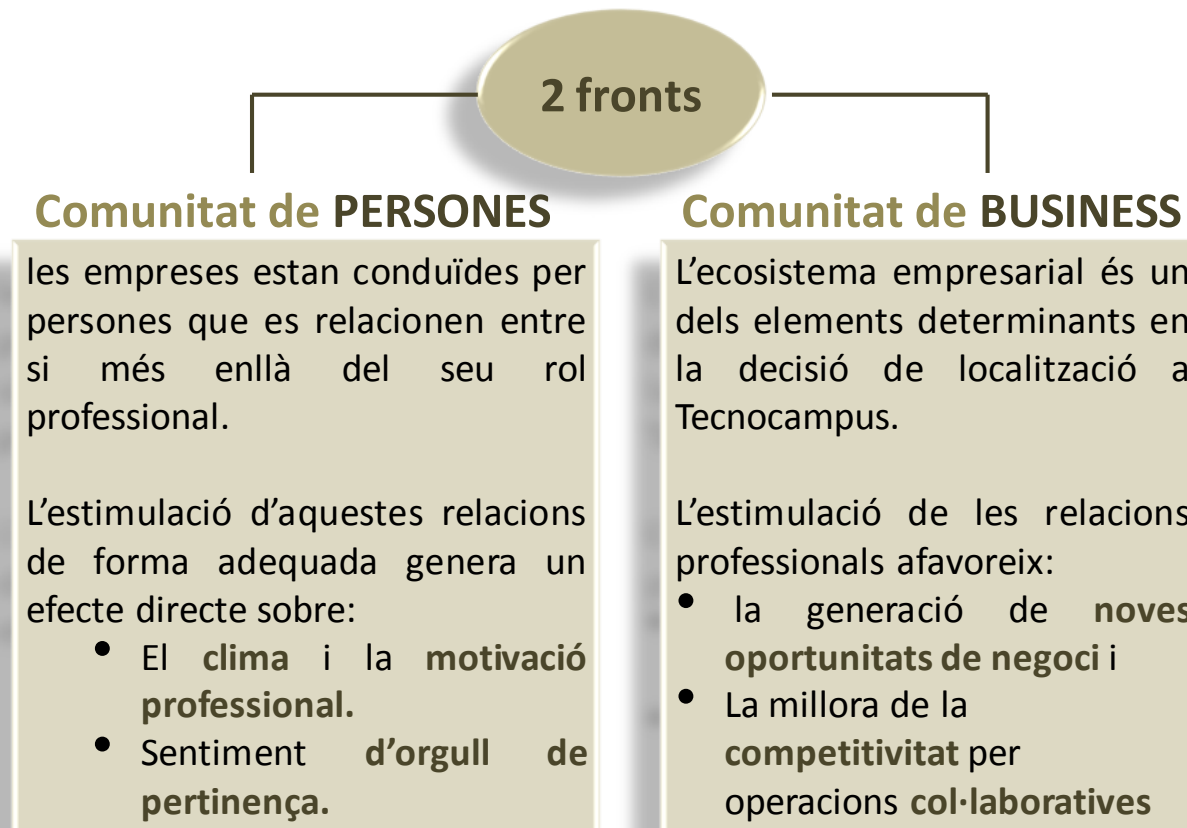 2 fronts
Comunitat de PERSONES
les empreses estan conduïdes per
persones que es relacionen entre
si més enllà del seu rol
professional.
L’estimulació d’aquestes relacions
de forma adequada genera un
efecte directe sobre:
• El clima i la motivació
professional.
• Sentiment d’orgull de
pertinença.
Comunitat de BUSINESS
L’ecosistema empresarial és un
dels elements determinants en
la decisió de localització a
Tecnocampus.
L’estimulació de les relacions
professionals afavoreix:
• la generació de noves
oportunitats de negoci i
• La millora de la
competitivitat per
operacions col·laboratives